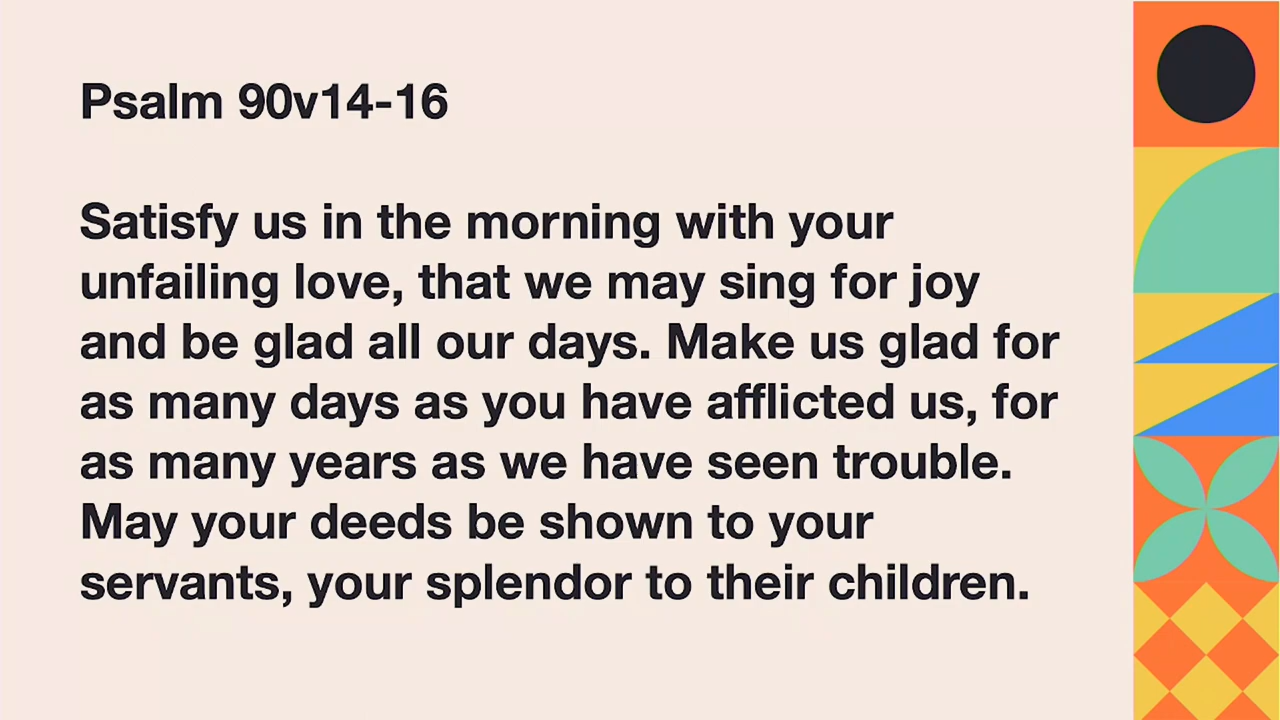 Psalm 90v14-16
Satisfy us in the morning with your
unfailing love, that we may sing for joy
and be glad all our days. Make us glad for
as many days as you have afflicted us, for
as many years as we have seen trouble.
May your deeds be shown to your
servants, your splendor to their children.